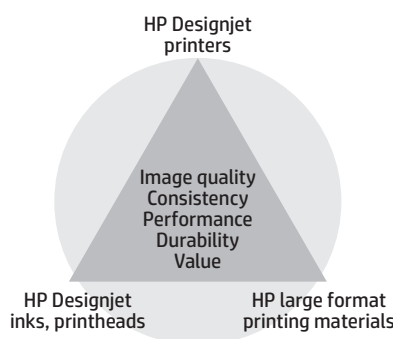 HP Designjet
printers
Image quality
Consistency
Performance
Durability
Value
HP Designjet
inks, printheads
HP large format
printing materials